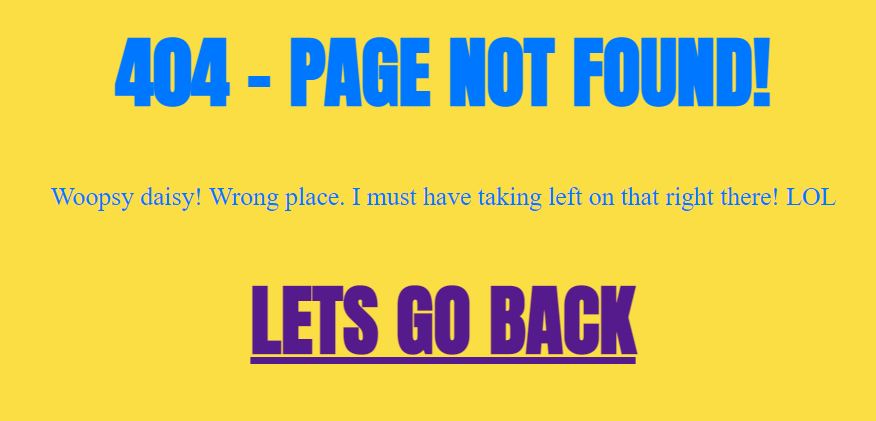 404 - PAGE NOT FOUND!
Woopsy daisy! Wrong place. I must have taking left on that right there! LOL
LETS GO BACK